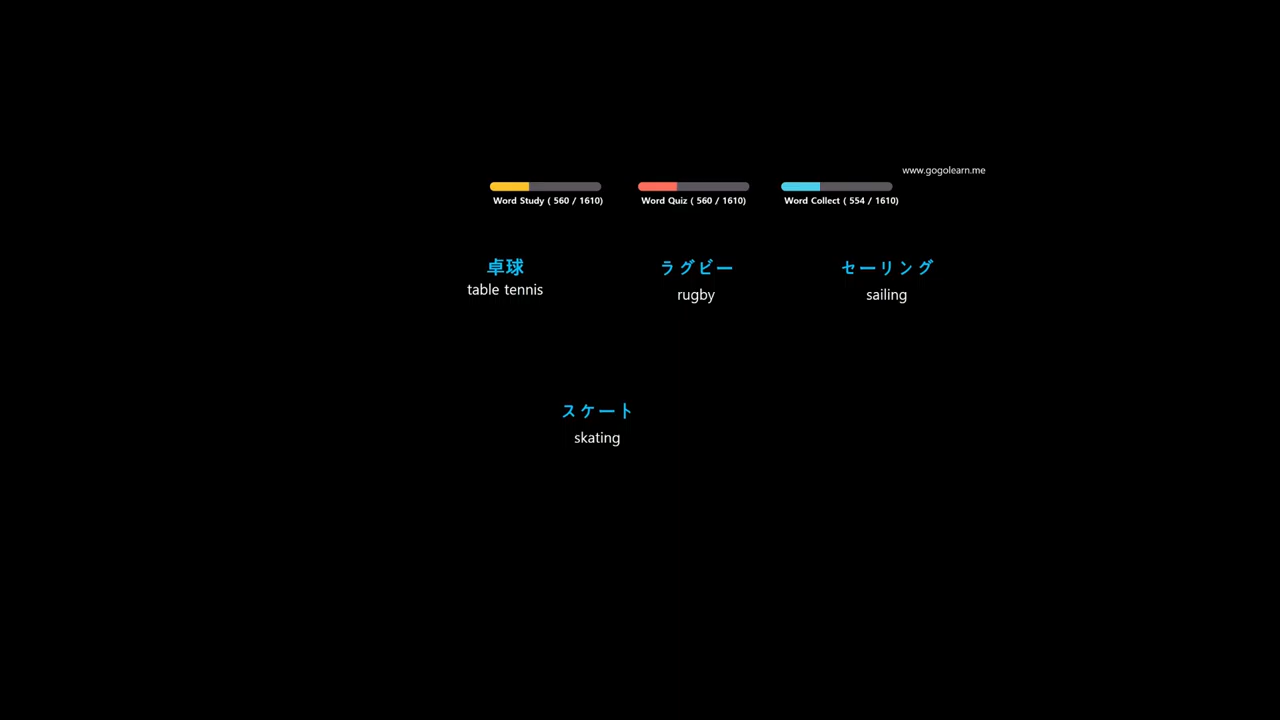 www.gogolearn.me
Word Study ( 560 / 1610)
Word Quiz ( 560 / 1610)
Word Collect ( 554 / 1610)
卓球
table tennis
ラグビー
rugby
セーリング
sailing
スケート
skating